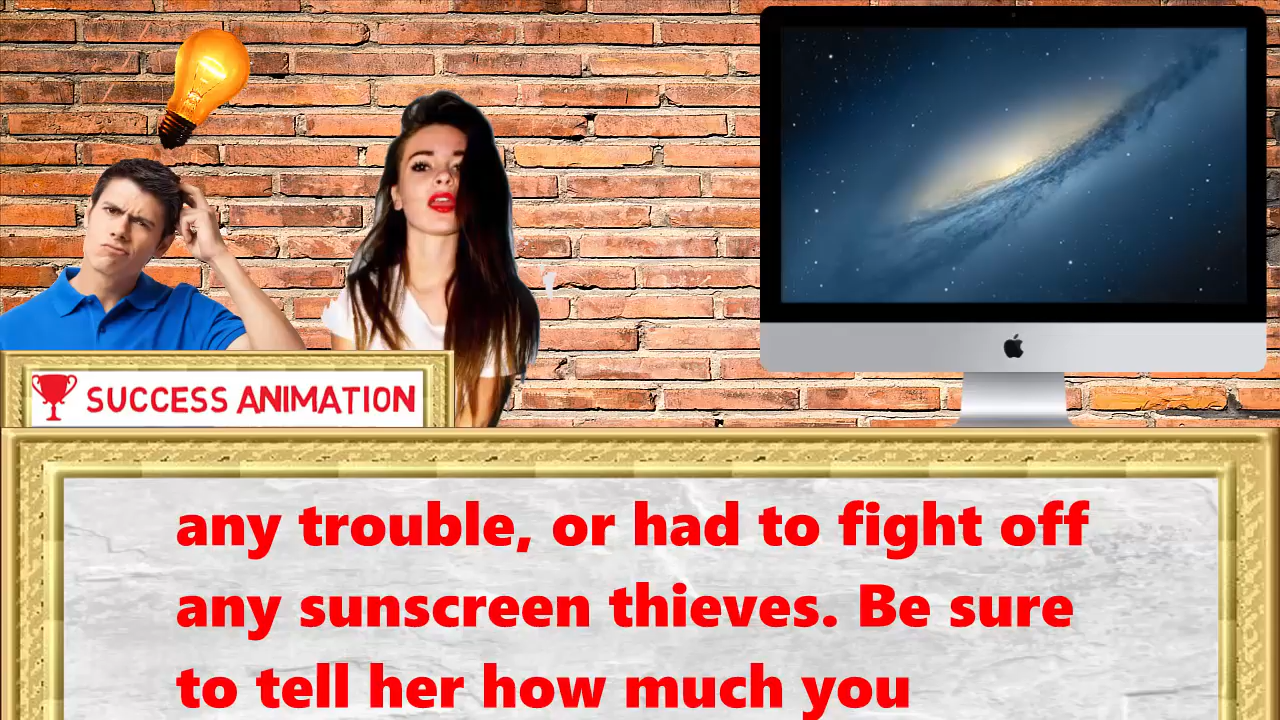 SUCCESS ANIMATION
any trouble, or had to fight off
any sunscreen thieves. Be sure
to tell her how much you